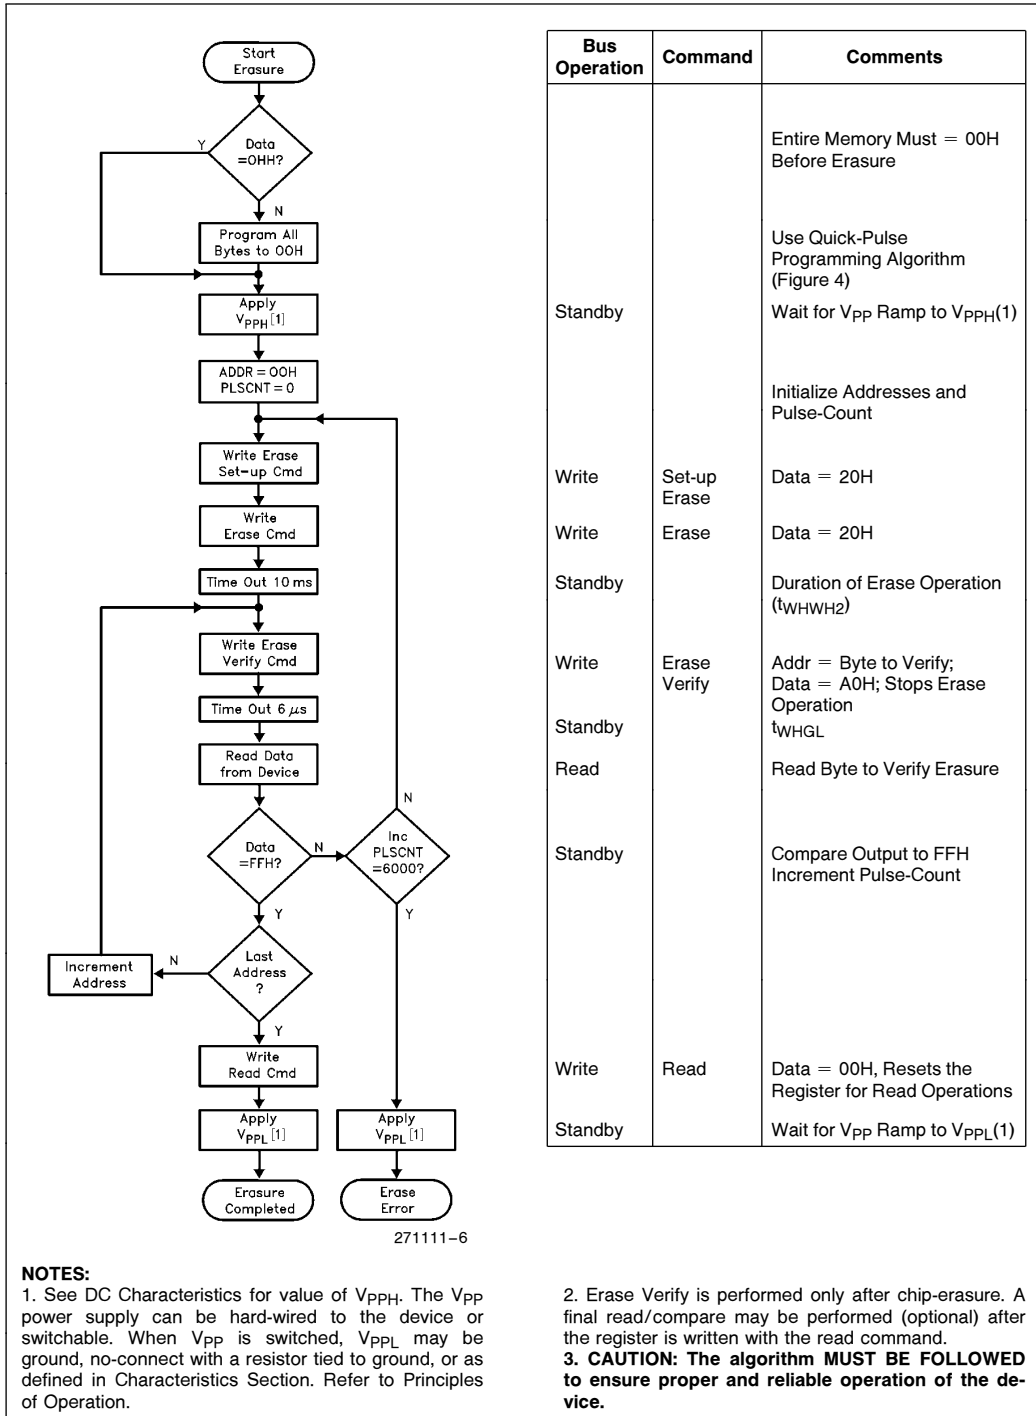 Start
Erasure
Data
=OHH?
Y
N
Program All
Bytes to 00H
Apply
VPPH [1]
ADDR = 00H
PLSCNT = 0
Write Erase
Set-up Cmd
Write
Erase Cmd
Time Out 10 ms
Write Erase
Verify Cmd
Time Out 6 μs
Read Data
from Device
Data
=FFH?
N
Y
Inc
PLSCNT
=6000?
N
Y
Last
Address
?
N
Y
Increment
Address
Write
Read Cmd
Apply
VPPL [1]
Apply
VPPL [1]
Erasure
Completed
Erase
Error
271111–6
Bus Operation Command Comments
Entire Memory Must = 00H
Before Erasure
Use Quick-Pulse
Programming Algorithm
(Figure 4)
Standby Wait for VPP Ramp to VPPH(1)
Initialize Addresses and
Pulse-Count
Write Set-up Erase Data = 20H
Write Erase Data = 20H
Standby Duration of Erase Operation
(tWHWH2)
Write Erase Verify Addr = Byte to Verify;
Data = A0H; Stops Erase
Operation
Standby tWHGL
Read Read Byte to Verify Erasure
Standby Compare Output to FFH
Increment Pulse-Count
Write Read Data = 00H, Resets the
Register for Read Operations
Standby Wait for VPP Ramp to VPPL(1)
NOTES:
1. See DC Characteristics for value of VPPH. The VPP
power supply can be hard-wired to the device or
switchable. When VPP is switched, VPPL may be
ground, no-connect with a resistor tied to ground, or as
defined in Characteristics Section. Refer to Principles
of Operation.
2. Erase Verify is performed only after chip-erasure. A
final read/compare may be performed (optional) after
the register is written with the read command.
3. CAUTION: The algorithm MUST BE FOLLOWED
to ensure proper and reliable operation of the de-
vice.